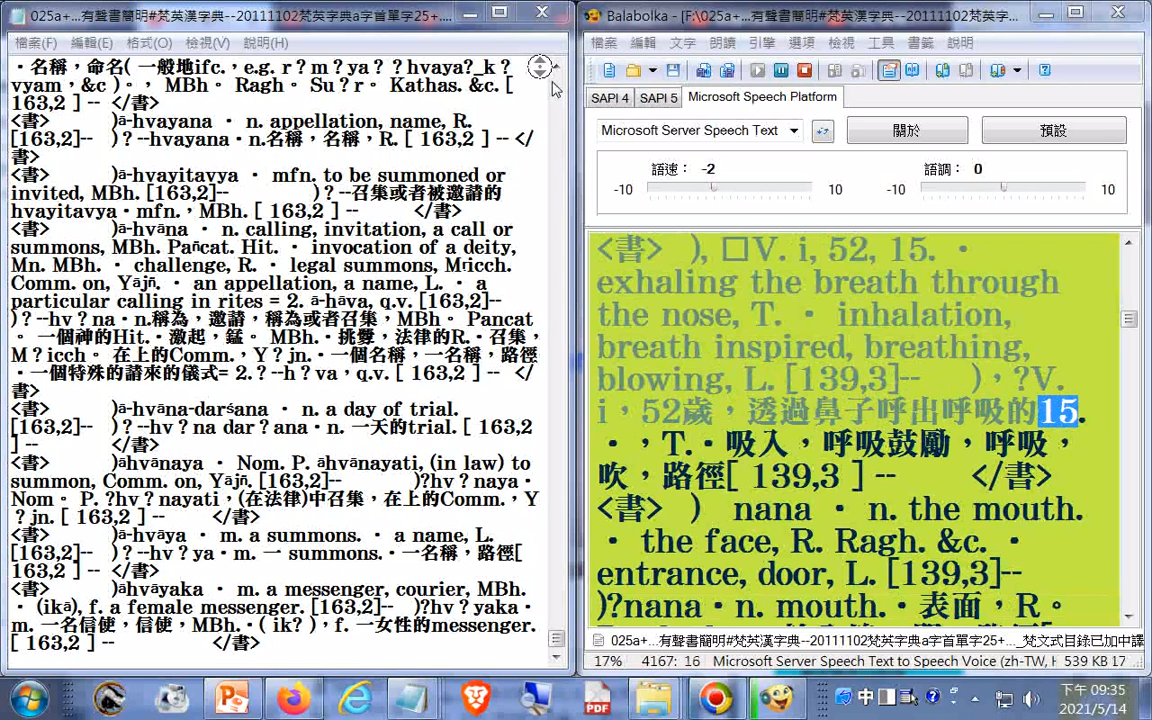 025a+...有聲書簡明#梵英漢字典--20111102梵英字典a字首單字25+...
檔案(F) 編輯(E) 格式(O) 檢視(V) 說明(H)
‧名稱，命名( 一般地ifc.，e.g. r？m？ya？？hvaya?_k？
vyam，&c )。， MBh。 Ragh。 Su？r。 Kathas. &c. [
163,2 ] -- </書>
<書> )ā-hvayana ‧ n. appellation, name, R.
[163,2]-- )？--hvayana‧n.名稱，名稱，R. [ 163,2 ] -- </
書>
<書> )ā-hvayitavya ‧ mfn. to be summoned or
invited, MBh. [163,2]-- )？--召集或者被邀請的
hvayitavya‧mfn.，MBh. [ 163,2 ] -- </書>
<書> )ā-hvāna ‧ n. calling, invitation, a call or
summons, MBh. Pañcat. Hit. ‧ invocation of a deity,
Mn. MBh. ‧ challenge, R. ‧ legal summons, Mṛicch.
Comm. on, Yājñ. ‧ an appellation, a name, L. ‧ a
particular calling in rites = 2. ā-hāva, q.v. [163,2]--
)？--hv？na‧n.稱為，邀請，稱為或者召集，MBh。 Pancat
。 一個神的Hit.‧激起，錳。 MBh.‧挑釁，法律的R.‧召集，
M？icch。 在上的Comm.，Y？jn.‧一個名稱，一名稱，路徑
‧一個特殊的請來的儀式= 2.？--h？va，q.v. [ 163,2 ] -- </
書>
<書> )ā-hvāna-darśana ‧ n. a day of trial.
[163,2]-- )？--hv？na dar？ana‧n. 一天的trial. [ 163,2
] -- </書>
<書> )āhvānaya ‧ Nom. P. āhvānayati, (in law) to
summon, Comm. on, Yājñ. [163,2]-- )?hv？naya‧
Nom。 P. ?hv？nayati，(在法律)中召集，在上的Comm.，Y
？jn. [ 163,2 ] -- </書>
<書> )ā-hvāya ‧ m. a summons. ‧ a name, L.
[163,2]-- )？--hv？ya‧m. 一 summons.‧一名稱，路徑[
163,2 ] -- </書>
<書> )āhvāyaka ‧ m. a messenger, courier, MBh.
‧ (ikā), f. a female messenger. [163,2]-- )?hv？yaka‧
m. 一名信使，信使，MBh.‧( ik？)，f. 一女性的messenger.
[ 163,2 ] -- </書>
Balabolka - [F:\025a+...有聲書簡明#梵英漢字典--20111102梵英字...
檔案 編輯 文字 朗讀 引擎 選項 檢視 工具 書籤 說明
SAPI 4 SAPI 5 Microsoft Speech Platform
Microsoft Server Speech Text 關於 預設
語速： -2 語調： 0
-10 10 -10 10
<書> ), □V. i, 52, 15. ‧
exhaling the breath through
the nose, T. ‧ inhalation,
breath inspired, breathing,
blowing, L. [139,3]-- )，?V.
i，52歲，透過鼻子呼出呼吸的15.
‧，T.‧吸入，呼吸鼓勵，呼吸，
吹，路徑[ 139,3 ] -- </書>
<書> ) nana ‧ n. the mouth.
‧ the face, R. Ragh. &c. ‧
entrance, door, L. [139,3]--
)?nana‧n. mouth.‧表面，R。
025a+...有聲書簡明#梵英漢字典--20111102梵英字典a字首單字25+..._梵文式目錄已加中譯
17% 4167: 16 Microsoft Server Speech Text to Speech Voice (zh-TW, H 539 KB 17
PDF
中
下午 09:35
2021/5/14